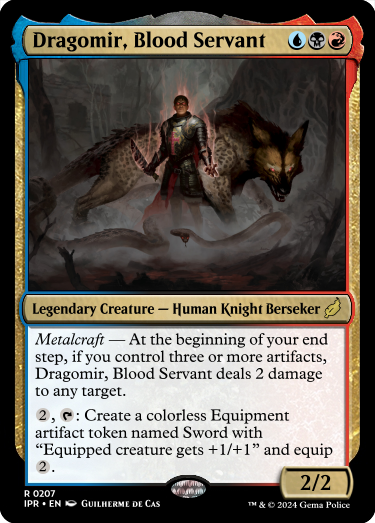 Dragomir, Blood Servant
Legendary Creature — Human Knight Berseker
Metalcraft — At the beginning of your end
step, if you control three or more artifacts,
Dragomir, Blood Servant deals 2 damage
to any target.
2, : Create a colorless Equipment
artifact token named Sword with
“Equipped creature gets +1/+1” and equip
2.
2/2
R 0207
IPR • EN Guilherme de Cas
™ & © 2024 Gema Police